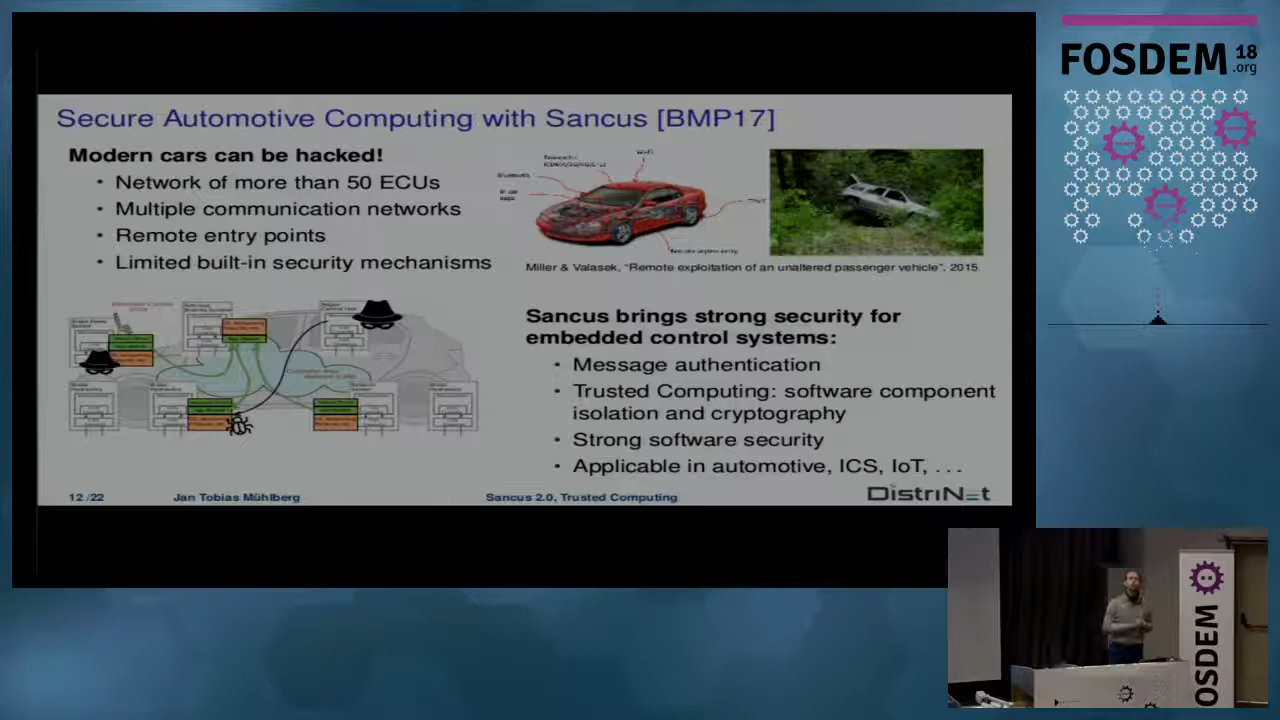 Secure Automotive Computing with Sancus [BMP17]
Modern cars can be hacked!
• Network of more than 50 ECUs
• Multiple communication networks
• Remote entry points
• Limited built-in security mechanisms
Miller & Valasek, "Remote exploitation of an unaltered passenger vehicle", 2015
Sancus brings strong security for
embedded control systems:
• Message authentication
• Trusted Computing: software component
isolation and cryptography
• Strong software security
• Applicable in automotive, ICS, IoT, . . .
12 /22
Jan Tobias Mühlberg
Sancus 2.0, Trusted Computing
DistriNet
FOSDEM 18
.org
FOSDEM